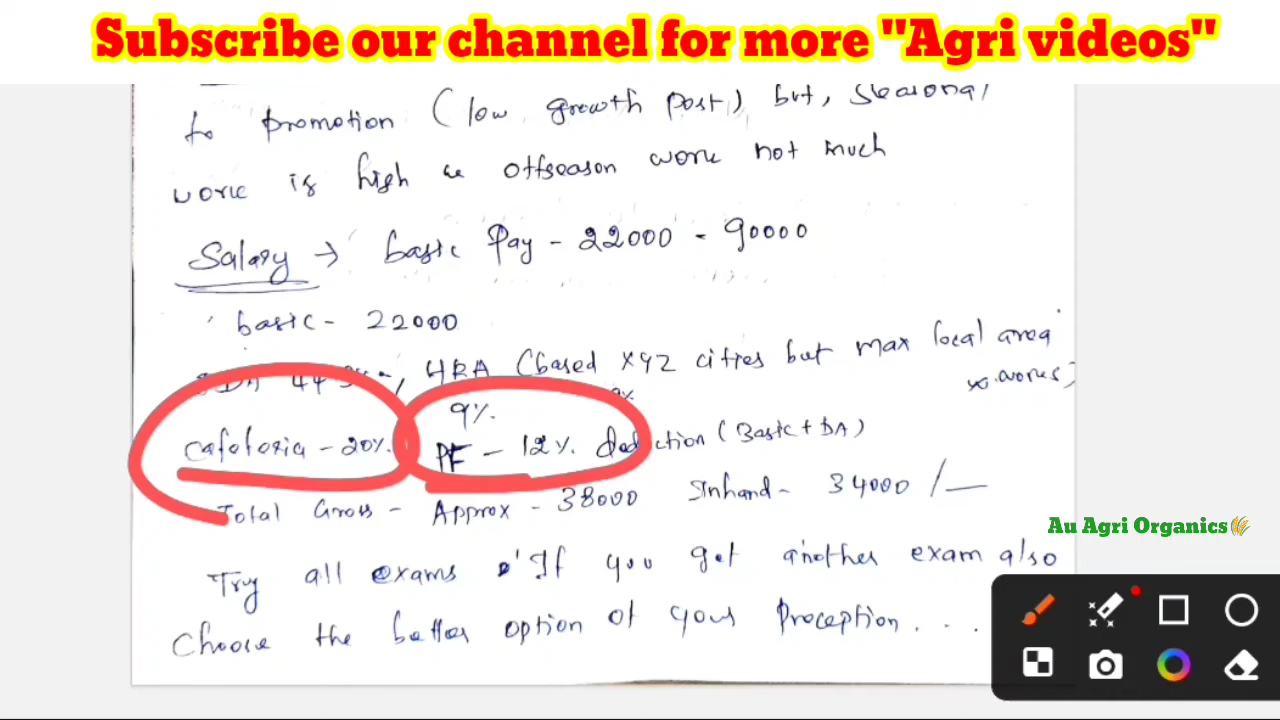 Subscribe our channel for more "Agri videos"
to promotion (low growth post) but, seasonal
work is high & offseason work not much
Salary → basic Pay - 22000 - 90000
basic - 22000
HRA (based XYZ cities but max local area
works)
9%
9%
Cafeteria - 20%. PF - 12%. deduction (Basic + DA)
Total Gross - Approx - 38000 Inhand - 34000 /-
Au Agri Organics
Try all exams If you get another exam also
Choose the better option of your Proception....